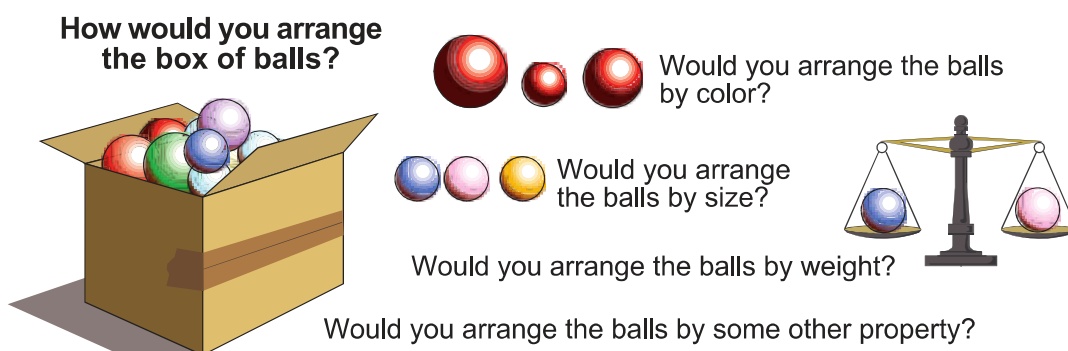 How would you arrange
the box of balls?
Would you arrange the balls
by color?
Would you arrange
the balls by size?
Would you arrange the balls by weight?
Would you arrange the balls by some other property?